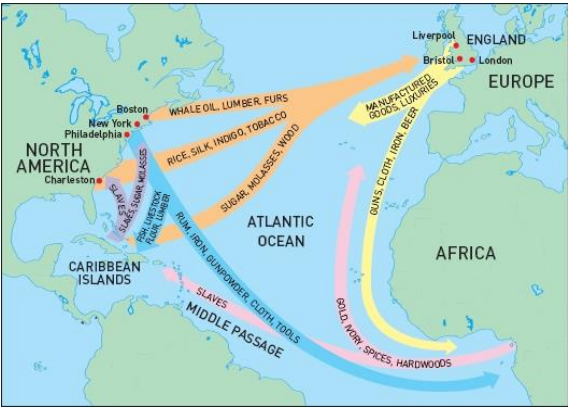 Liverpool
ENGLAND
Bristol
London
EUROPE
MANUFACTURED
GOODS, LUXURIES
Boston
WHALE OIL, LUMBER, FURS
New York
Philadelphia
RICE, SILK, INDIGO, TOBACCO
GUNS, CLOTH, IRON, BEER
NORTH
AMERICA
Charleston
SLAVES
SLAVES, SUGAR, MOLASSES
FISH, LIVESTOCK
FLOUR, LUMBER
SUGAR, MOLASSES, WOOD
ATLANTIC
OCEAN
AFRICA
RUM, IRON, GUNPOWDER, CLOTH, TOOLS
CARIBBEAN
ISLANDS
SLAVES
MIDDLE PASSAGE
GOLD, IVORY, SPICES, HARDWOODS